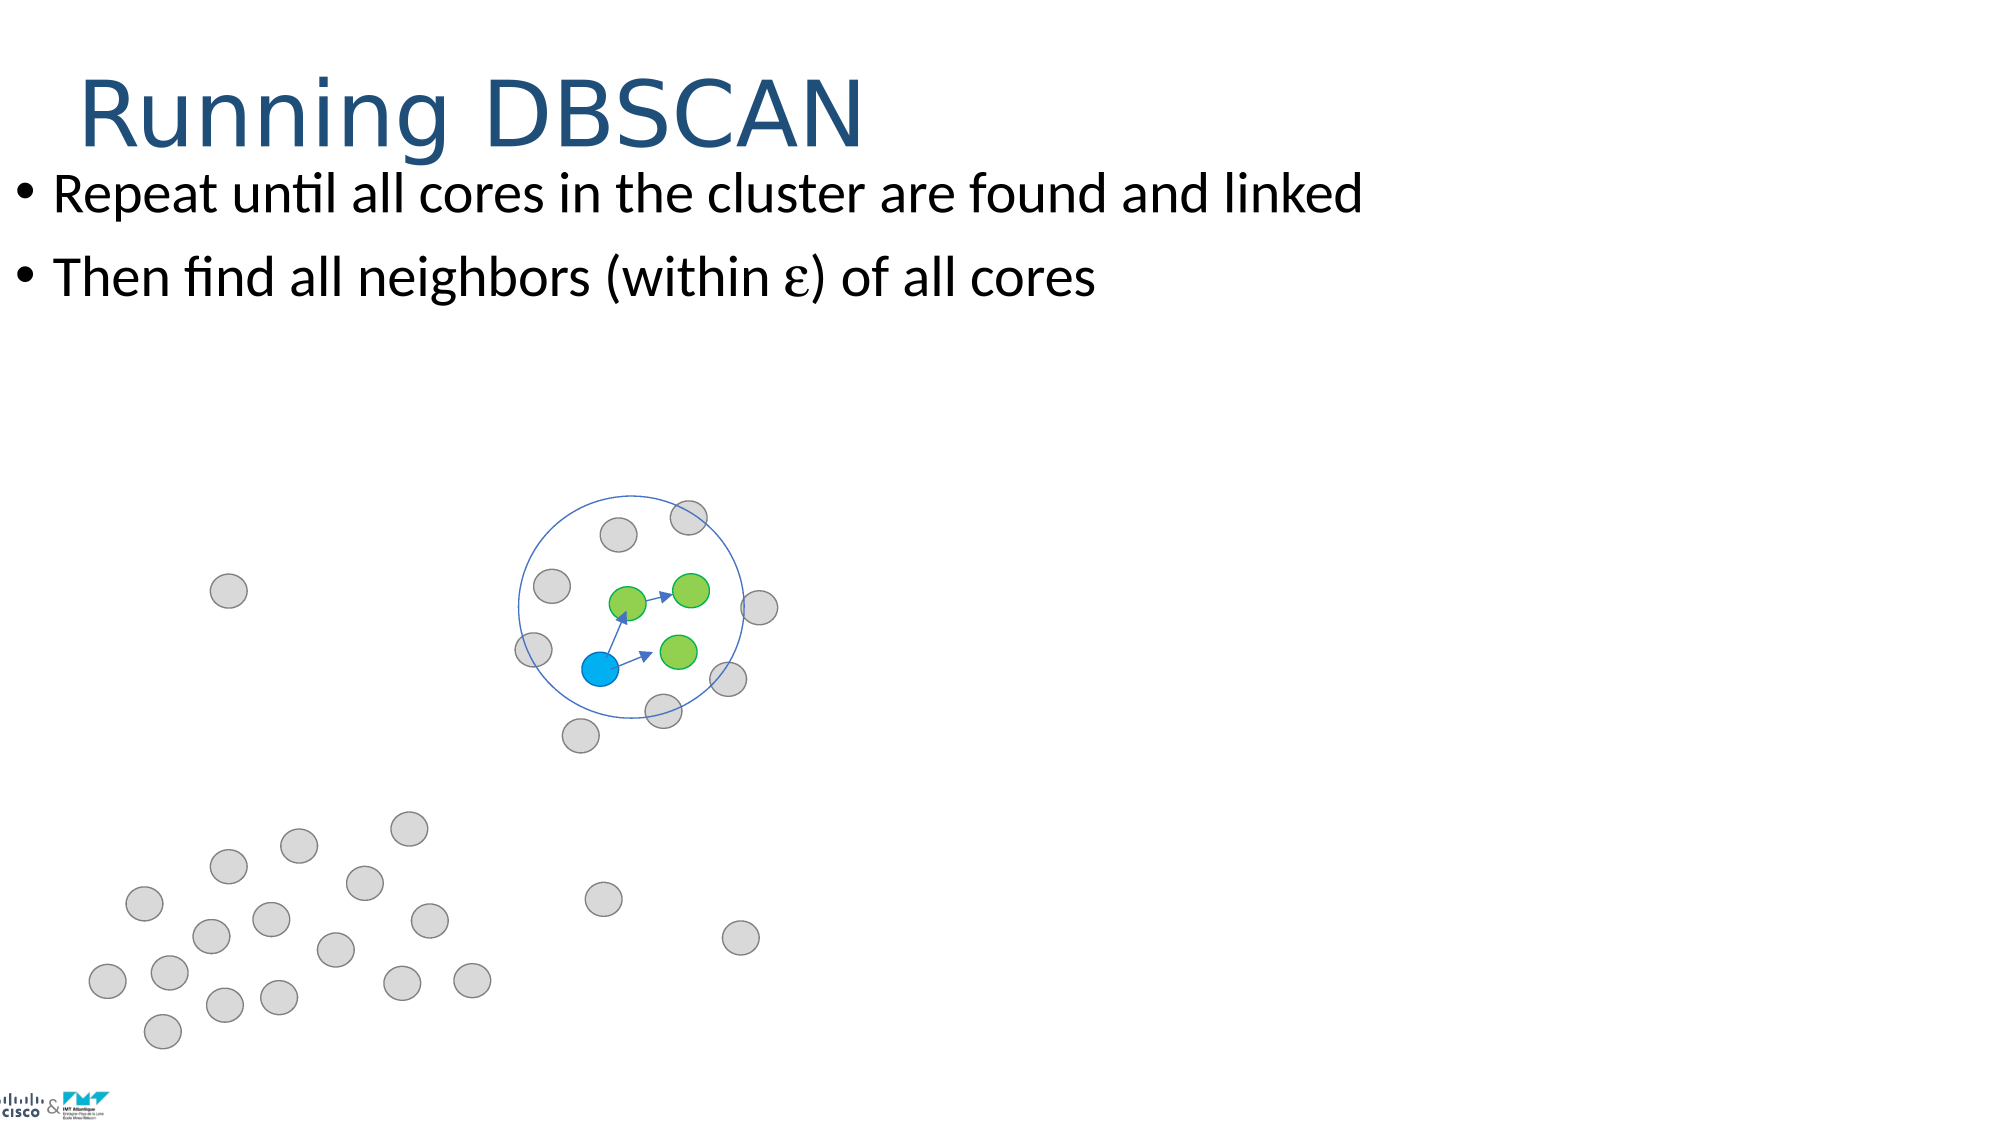 Running DBSCAN
• Repeat until all cores in the cluster are found and linked
• Then find all neighbors (within ε) of all cores
cisco & IMT Atlantique